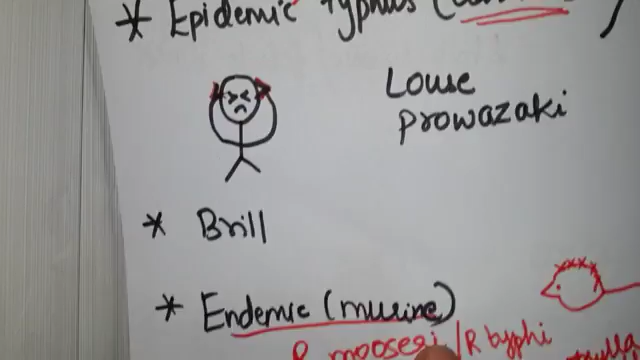 * Epidemic typhus (
Louse
Prowazaki
* Brill
* Endemic (murine)
R mooseri / R typhi